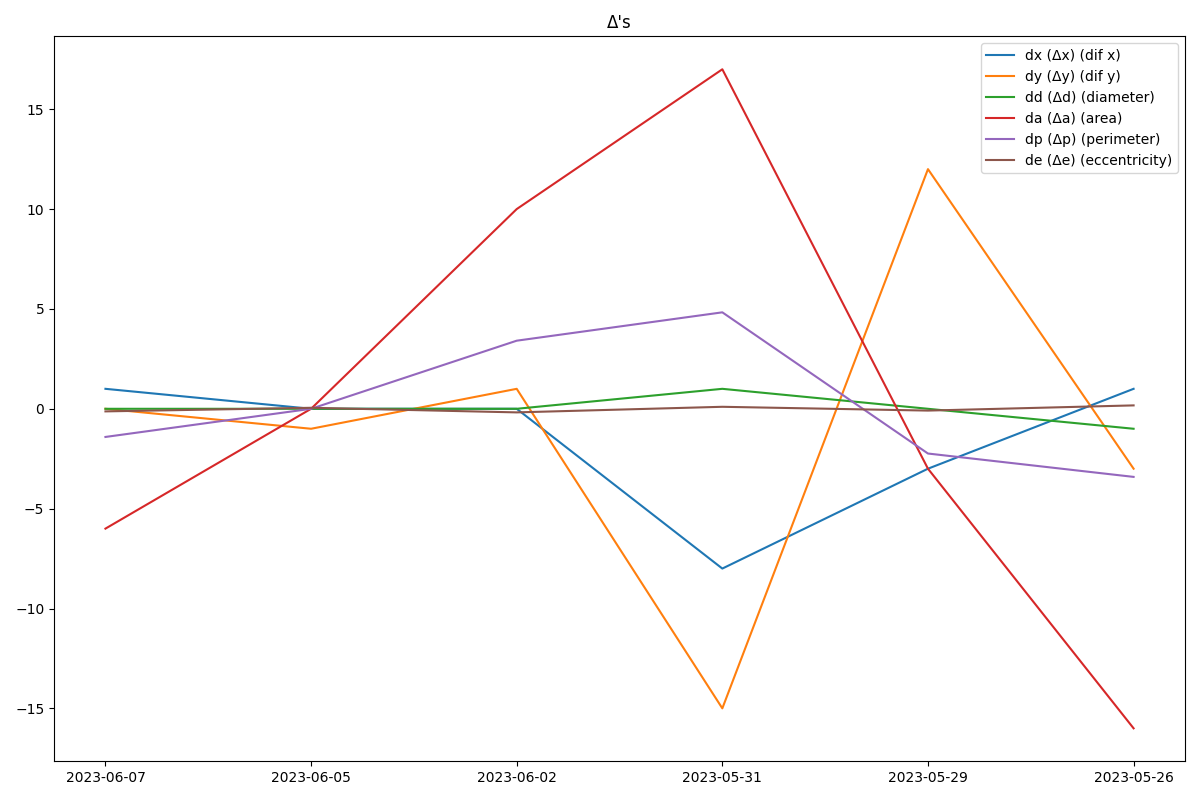 Δ's
dx (Δx) (dif x)
dy (Δy) (dif y)
dd (Δd) (diameter)
da (Δa) (area)
dp (Δp) (perimeter)
de (Δe) (eccentricity)
15
10
5
0
−5
−10
−15
2023-06-07 2023-06-05 2023-06-02 2023-05-31 2023-05-29 2023-05-26